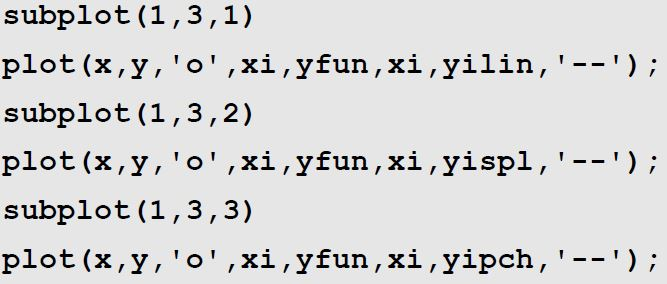 subplot(1,3,1)
plot(x,y,'o',xi,yfun,xi,yilin,'--');
subplot(1,3,2)
plot(x,y,'o',xi,yfun,xi,yispl,'--');
subplot(1,3,3)
plot(x,y,'o',xi,yfun,xi,yipch,'--');